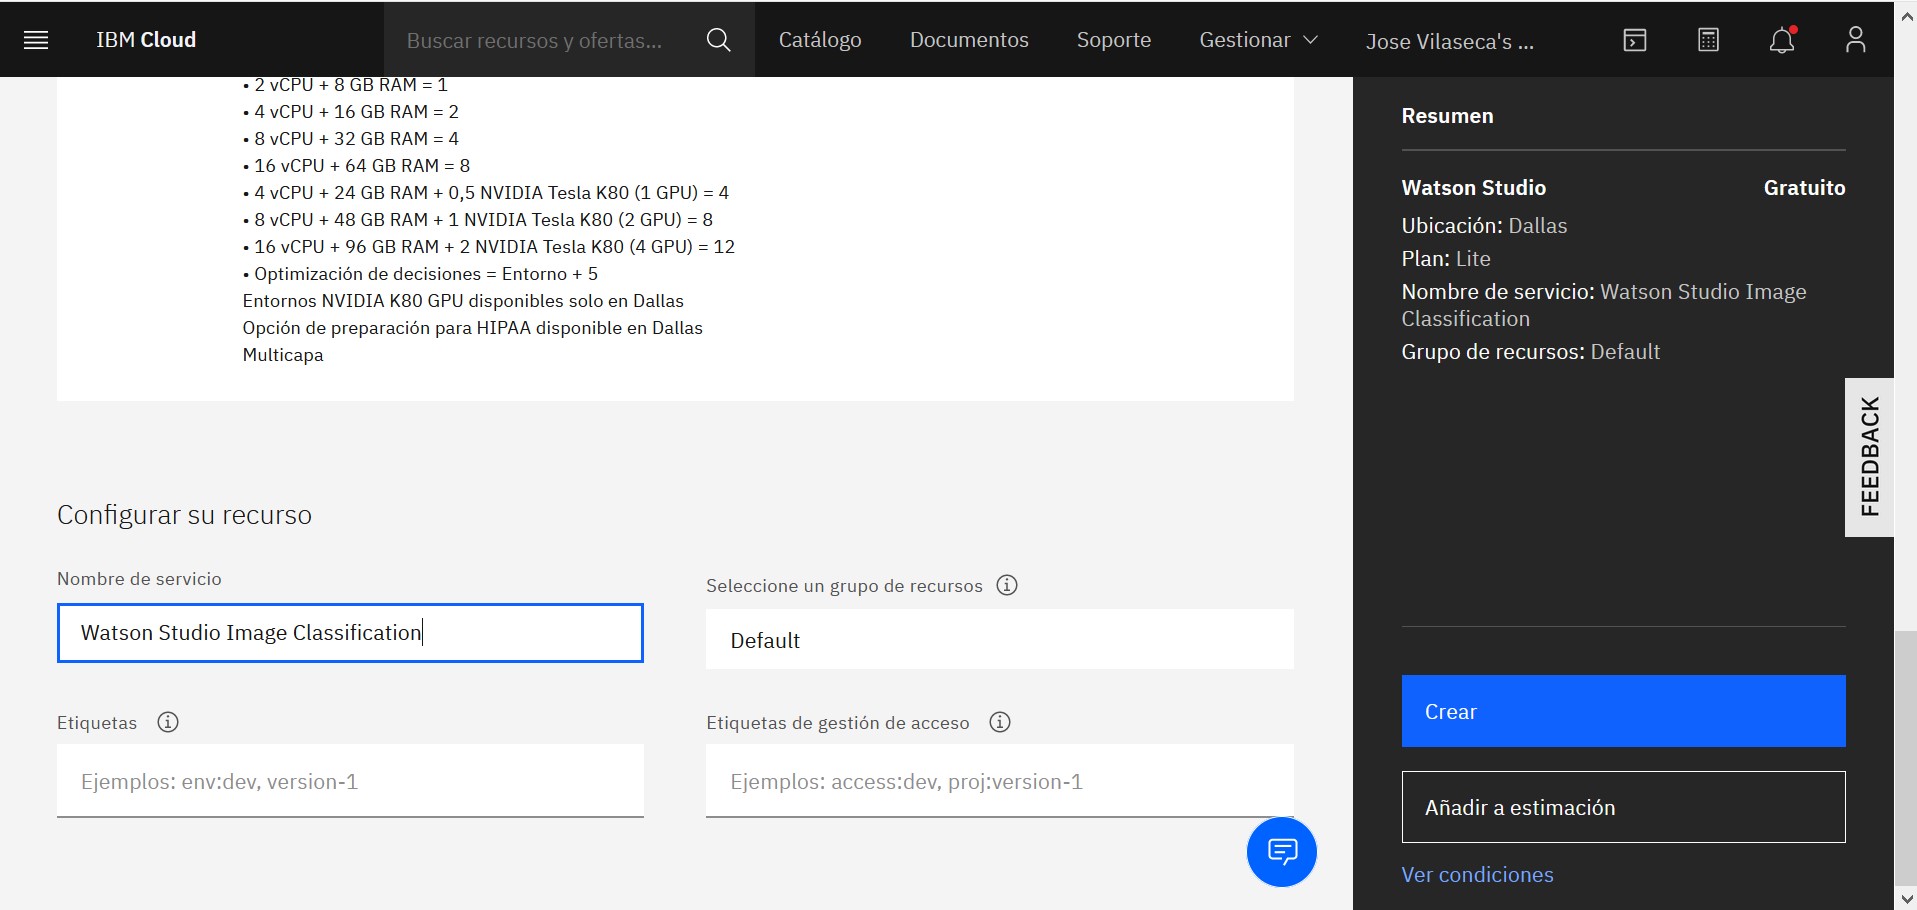 IBM Cloud
Buscar recursos y ofertas...
Catálogo
Documentos
Soporte
Gestionar
Jose Vilaseca's ...
• 2 vCPU + 8 GB RAM = 1
• 4 vCPU + 16 GB RAM = 2
• 8 vCPU + 32 GB RAM = 4
• 16 vCPU + 64 GB RAM = 8
• 4 vCPU + 24 GB RAM + 0,5 NVIDIA Tesla K80 (1 GPU) = 4
• 8 vCPU + 48 GB RAM + 1 NVIDIA Tesla K80 (2 GPU) = 8
• 16 vCPU + 96 GB RAM + 2 NVIDIA Tesla K80 (4 GPU) = 12
• Optimización de decisiones = Entorno + 5
Entornos NVIDIA K80 GPU disponibles solo en Dallas
Opción de preparación para HIPAA disponible en Dallas
Multicapa
Configurar su recurso
Nombre de servicio
Watson Studio Image Classification
Seleccione un grupo de recursos
Default
Etiquetas
Ejemplos: env:dev, version-1
Etiquetas de gestión de acceso
Ejemplos: access:dev, proj:version-1
Resumen
Watson Studio Gratuito
Ubicación: Dallas
Plan: Lite
Nombre de servicio: Watson Studio Image
Classification
Grupo de recursos: Default
FEEDBACK
Crear
Añadir a estimación
Ver condiciones